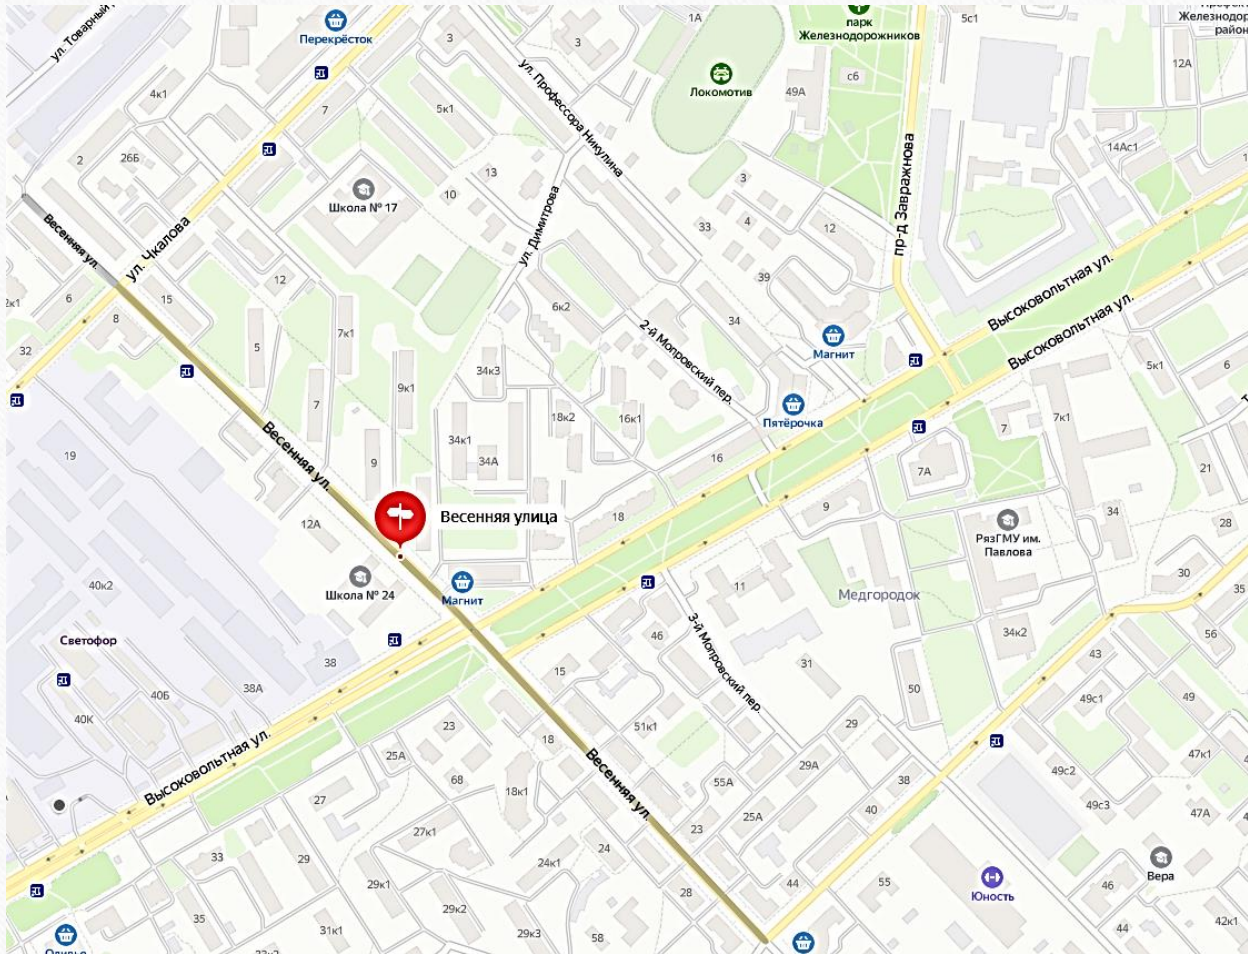 1А
парк
Железнодорожников
5с1
Железнодор
район
Перекрёсток
3
3
ул. Товарный
ул. Профессора Никулина
12А
с6
49А
Локомотив
4к1
7
5к1
14Ас1
2
26Б
Школа № 17
10
13
3
4
33
12
пр-д Завражнова
ул. Димитрова
Весенняя ул.
ул. Чкалова
12
39
Высоковольтная ул.
Высоковольтная ул.
6
15
8
6к2
34
2-й Мопровский пер.
Магнит
32
5
7к1
34к3
9к1
5к1
6
7
18к2
16к1
Пятёрочка
7
7к1
Весенняя ул.
34к1
34А
16
19
9
7А
21
12А
Весенняя улица
18
9
34
28
РязГМУ им.
Павлова
40к2
Школа № 24
Магнит
11
Медгородок
30
35
Светофор
46
3-й Мопровский пер.
34к2
56
38
15
31
43
40Б
38А
50
49с1
49
40К
23
51к1
29
18
Высоковольтная ул.
25А
68
Весенняя ул.
29А
38
49с2
47к1
18к1
55А
27
25А
40
49с3
47А
27к1
23
33
29
24к1
24
Вера
29к1
28
44
55
Юность
46
35
29к2
42к1
31к1
29к3
58
44